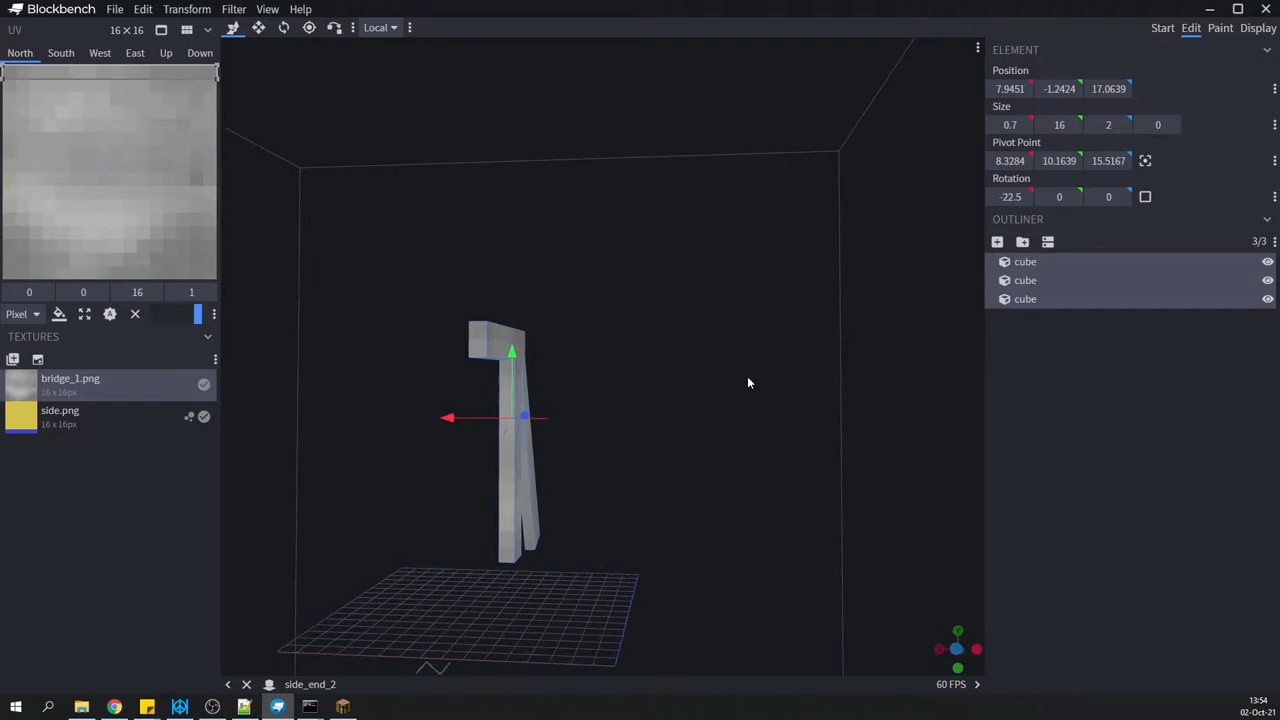 Blockbench File Edit Transform Filter View Help
UV 16 × 16 Local Start Edit Paint Display
North South West East Up Down
ELEMENT
Position
7.9451 -1.2424 17.0639
Size
0.7 16 2 0
Pivot Point
8.3284 10.1639 15.5167
Rotation
-22.5 0 0
OUTLINER
3/3
cube
cube
cube
0 0 16 1
Pixel
TEXTURES
bridge_1.png
16 x 16px
side.png
16 x 16px
side_end_2 60 FPS
13:54
02-Oct-21